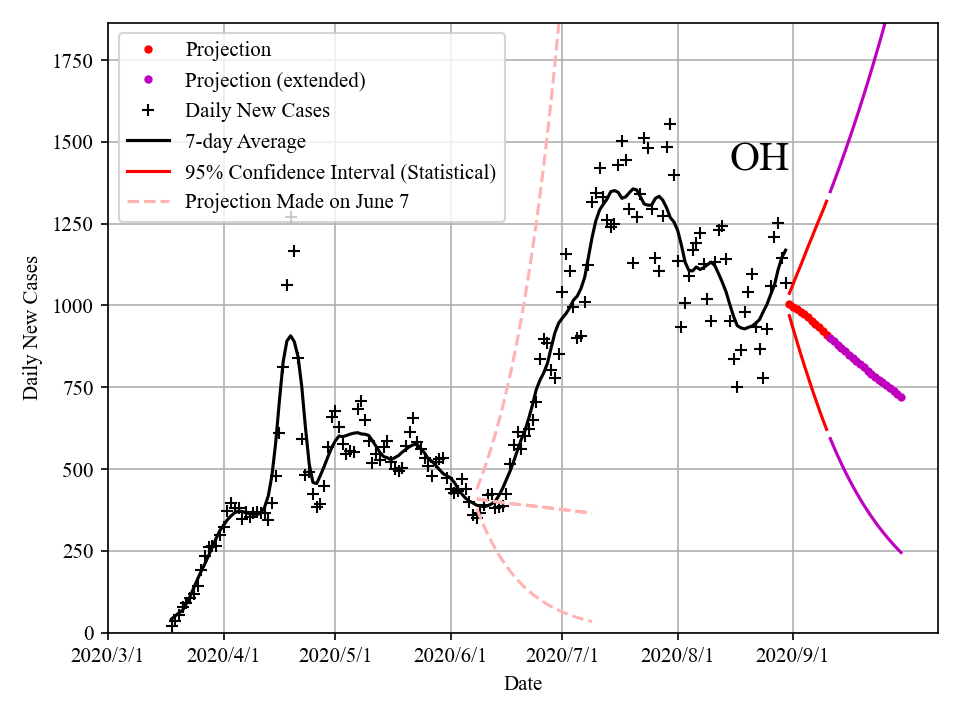 Projection
Projection (extended)
Daily New Cases
7-day Average
95% Confidence Interval (Statistical)
Projection Made on June 7
OH
1750
1500
1250
1000
750
500
250
0
Daily New Cases
2020/3/1 2020/4/1 2020/5/1 2020/6/1 2020/7/1 2020/8/1 2020/9/1
Date